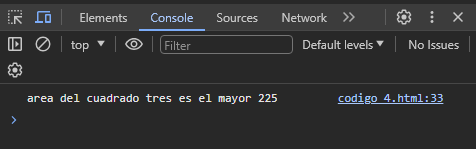 Elements Console Sources Network »
top Filter Default levels No Issues
area del cuadrado tres es el mayor 225 codigo 4.html:33